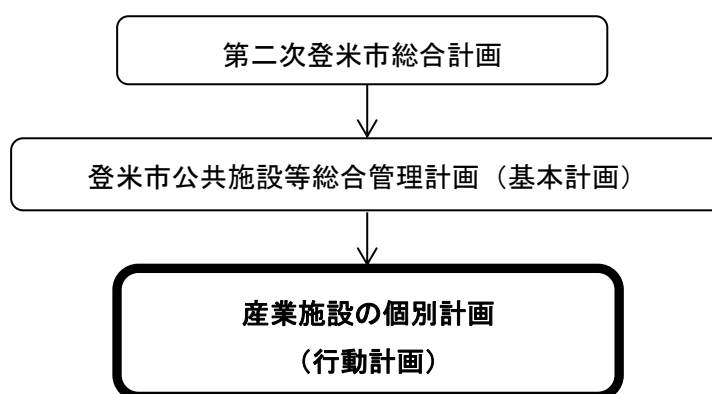 第二次登米市総合計画
登米市公共施設等総合管理計画（基本計画）
産業施設の個別計画
（行動計画）